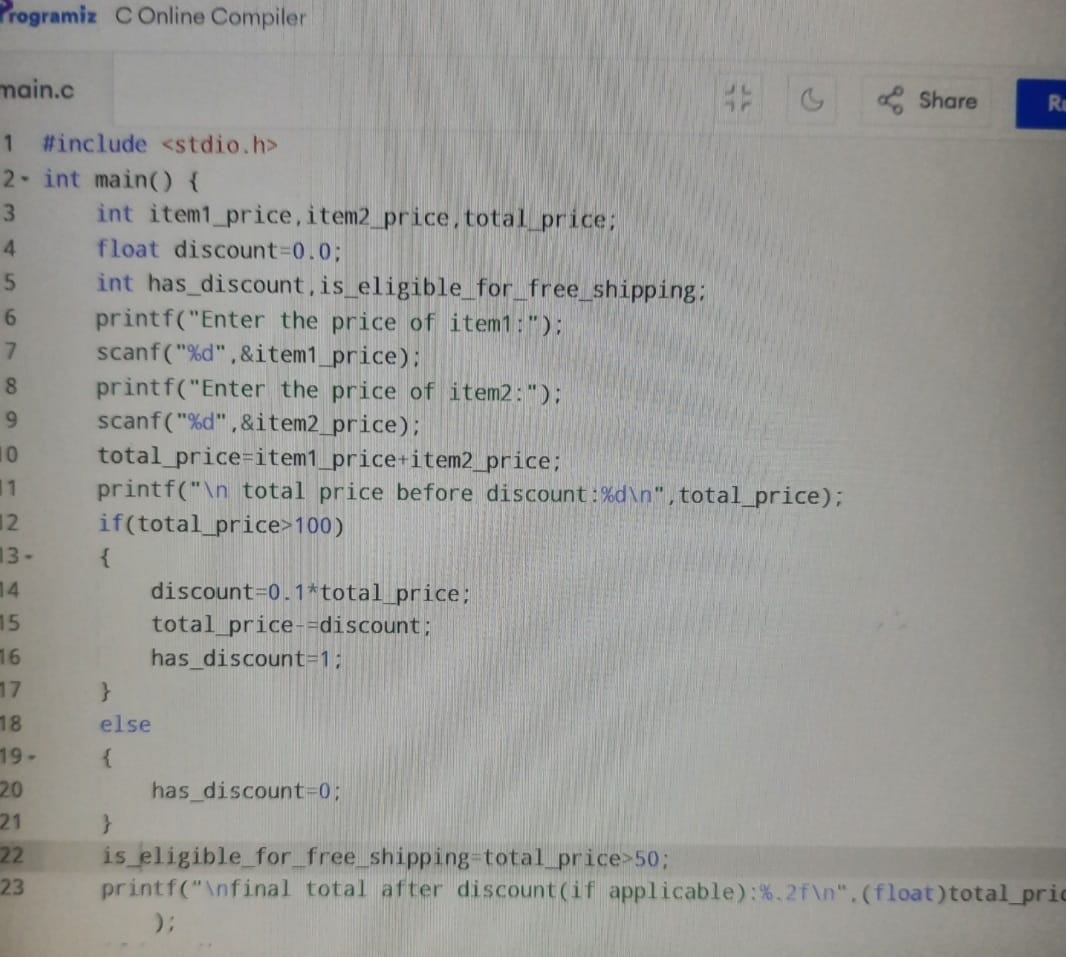 Programiz C Online Compiler
main.c
Share
1 #include <stdio.h>
2 int main() {
3 int item1_price,item2_price,total_price;
4 float discount=0.0;
5 int has_discount,is_eligible_for_free_shipping;
6 printf("Enter the price of item1:");
7 scanf("%d",&item1_price);
8 printf("Enter the price of item2:");
9 scanf("%d",&item2_price);
10 total_price=item1_price+item2_price;
11 printf("\n total price before discount:%d\n",total_price);
12 if(total_price>100)
13 {
14 discount=0.1*total_price;
15 total_price-=discount;
16 has_discount=1;
17 }
18 else
19 {
20 has_discount=0;
21 }
22 is_eligible_for_free_shipping=total_price>50;
23 printf("\nfinal total after discount(if applicable):%.2f\n",(float)total_pric
);